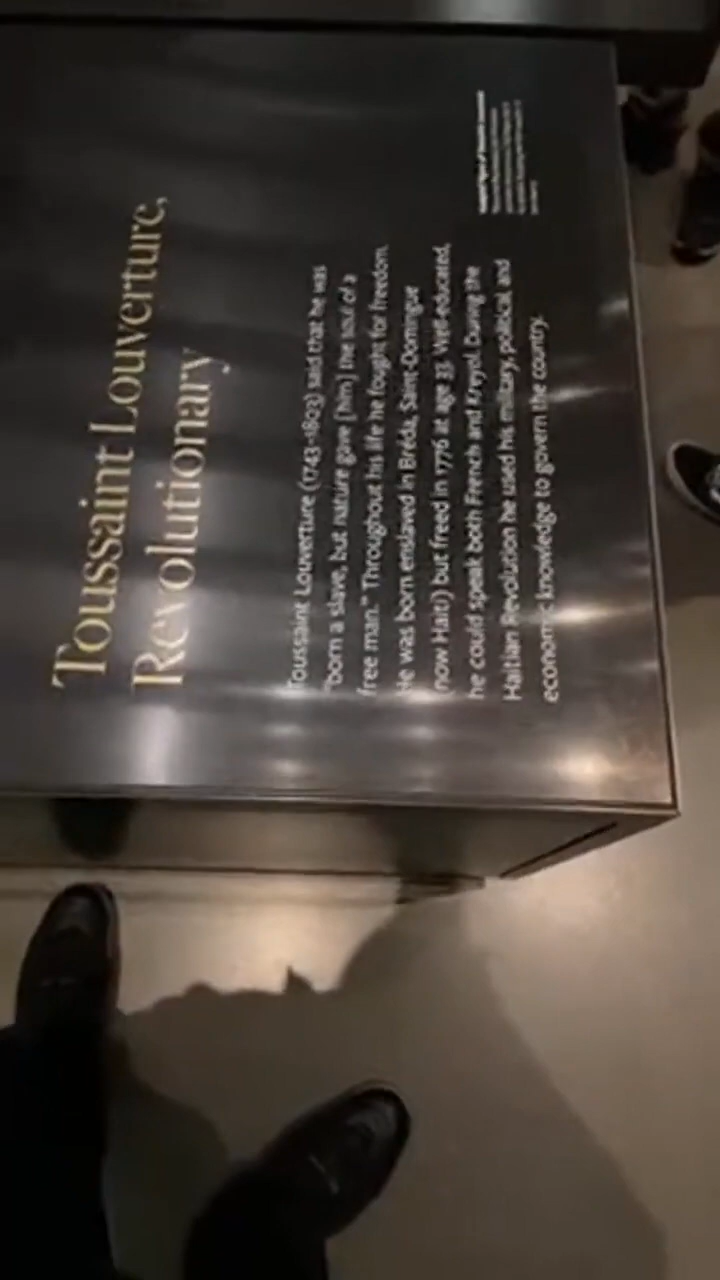 Toussaint Louverture,
Revolutionary
Toussaint Louverture (1743–1803) said that he was
"born a slave, but nature gave [him] the soul of a
free man." Throughout his life he fought for freedom.
He was born enslaved in Bréda, Saint-Domingue
(now Haiti) but freed in 1776 at age 33. Well-educated,
he could speak both French and Kreyòl. During the
Haitian Revolution he used his military, political, and
economic knowledge to govern the country.